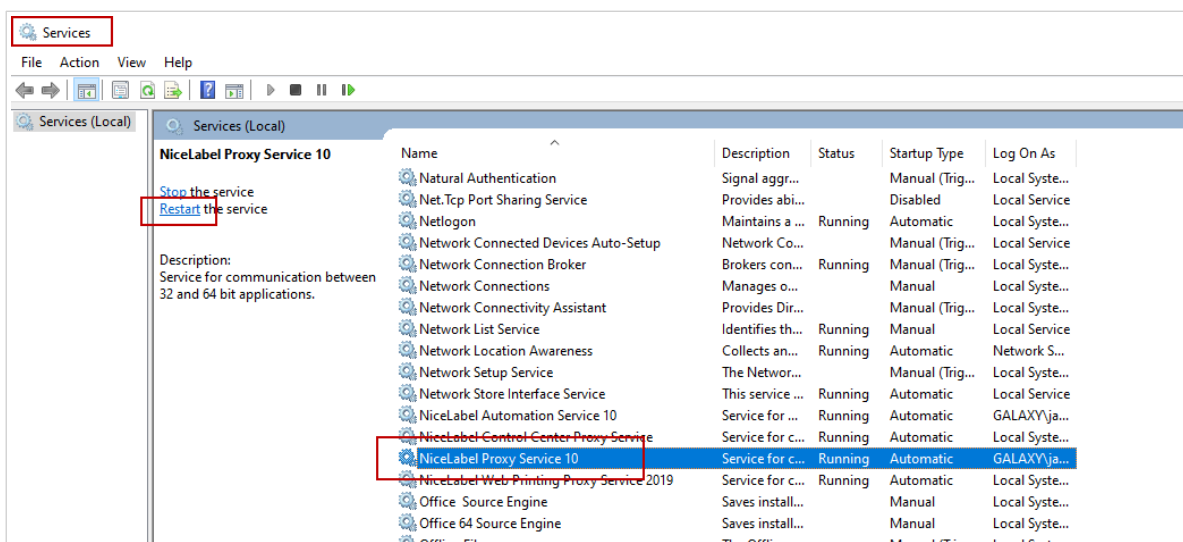 Services
File Action View Help
Services (Local)
Services (Local)
NiceLabel Proxy Service 10
Stop the service
Restart the service
Description:
Service for communication between
32 and 64 bit applications.
Name Description Status Startup Type Log On As
Natural Authentication Signal aggr... Manual (Trig... Local Syste...
Net.Tcp Port Sharing Service Provides abi... Disabled Local Service
Netlogon Maintains a ... Running Automatic Local Syste...
Network Connected Devices Auto-Setup Network Co... Manual (Trig... Local Service
Network Connection Broker Brokers con... Running Manual (Trig... Local Syste...
Network Connections Manages o... Manual Local Syste...
Network Connectivity Assistant Provides Dir... Manual (Trig... Local Syste...
Network List Service Identifies th... Running Manual Local Service
Network Location Awareness Collects an... Running Automatic Network S...
Network Setup Service The Networ... Manual (Trig... Local Syste...
Network Store Interface Service This service ... Running Automatic Local Service
NiceLabel Automation Service 10 Service for ... Running Automatic GALAXY\ja...
NiceLabel Control Center Proxy Service Service for c... Running Automatic Local Syste...
NiceLabel Proxy Service 10 Service for c... Running Automatic GALAXY\ja...
NiceLabel Web Printing Proxy Service 2019 Service for c... Running Automatic Local Syste...
Office Source Engine Saves install... Manual Local Syste...
Office 64 Source Engine Saves install... Manual Local Syste...